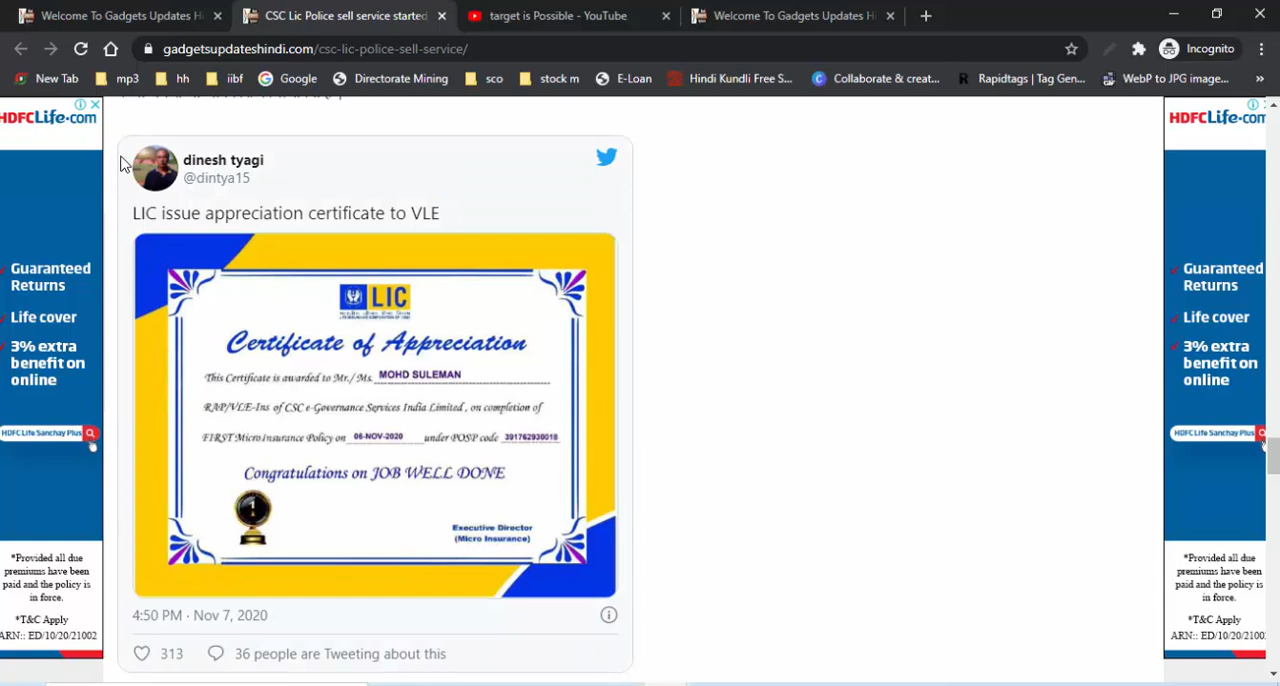 Welcome To Gadgets Updates H
CSC Lic Police sell service started
target is Possible - YouTube
Welcome To Gadgets Updates H
gadgetsupdateshindi.com/csc-lic-police-sell-service/
Incognito
New Tab
mp3
hh
iibf
Google
Directorate Mining
sco
stock m
E-Loan
Hindi Kundli Free S...
Collaborate & creat...
Rapidtags | Tag Gen...
WebP to JPG image...
HDFCLife.com
Guaranteed
Returns
Life cover
3% extra
benefit on
online
HDFC Life Sanchay Plus
*Provided all due
premiums have been
paid and the policy is
in force.
*T&C Apply
ARN:: ED/10/20/21002
dinesh tyagi
@dintya15
LIC issue appreciation certificate to VLE
LIC
Certificate of Appreciation
This Certificate is awarded to Mr./ Ms. MOHD SULEMAN
RAP/VLE-Ins of CSC e-Governance Services India Limited, on completion of
FIRST Micro Insurance Policy on 06-NOV-2020 under POSP code 391762930018
Congratulations on JOB WELL DONE
1
Executive Director
(Micro Insurance)
4:50 PM · Nov 7, 2020
313
36 people are Tweeting about this
HDFCLife.com
Guaranteed
Returns
Life cover
3% extra
benefit on
online
HDFC Life Sanchay Plus
*Provided all due
premiums have been
paid and the policy is
in force.
*T&C Apply
ARN:: ED/10/20/2100